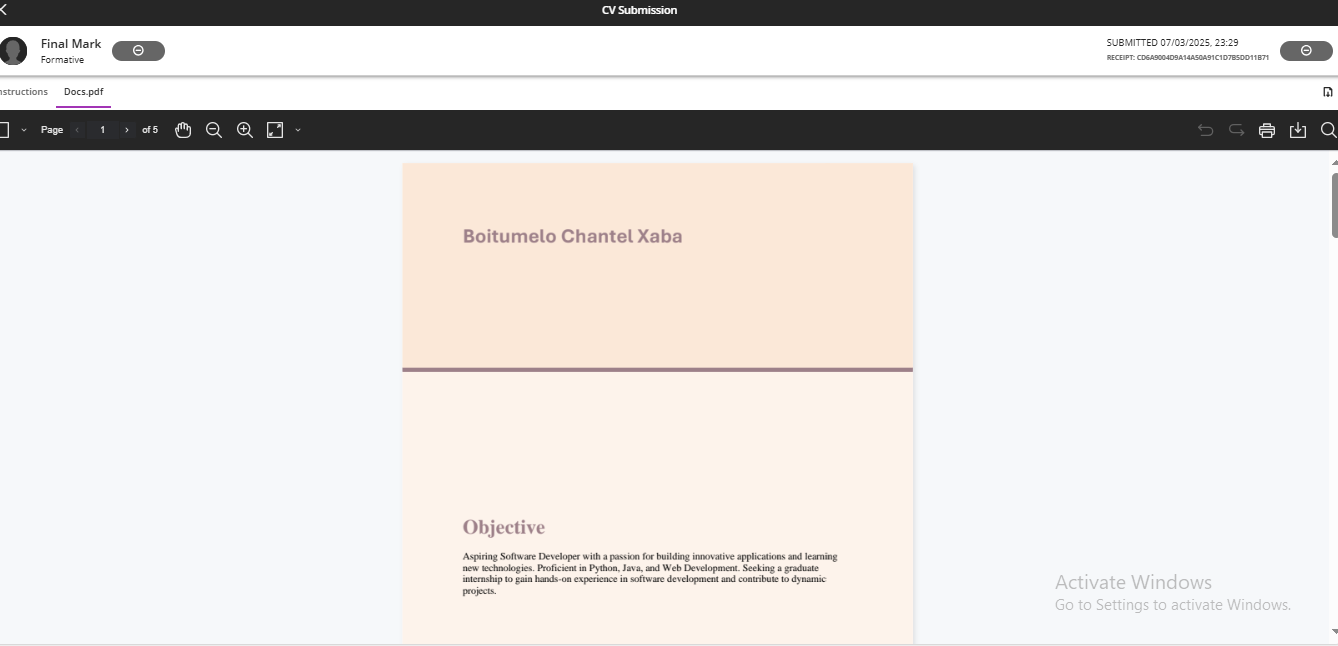 CV Submission
Final Mark
Formative
SUBMITTED 07/03/2025, 23:29
nstructions
Docs.pdf
Page 1 of 5
Boitumelo Chantel Xaba
Objective
Aspiring Software Developer with a passion for building innovative applications and learning
new technologies. Proficient in Python, Java, and Web Development. Seeking a graduate
internship to gain hands-on experience in software development and contribute to dynamic
projects.
Activate Windows
Go to Settings to activate Windows.